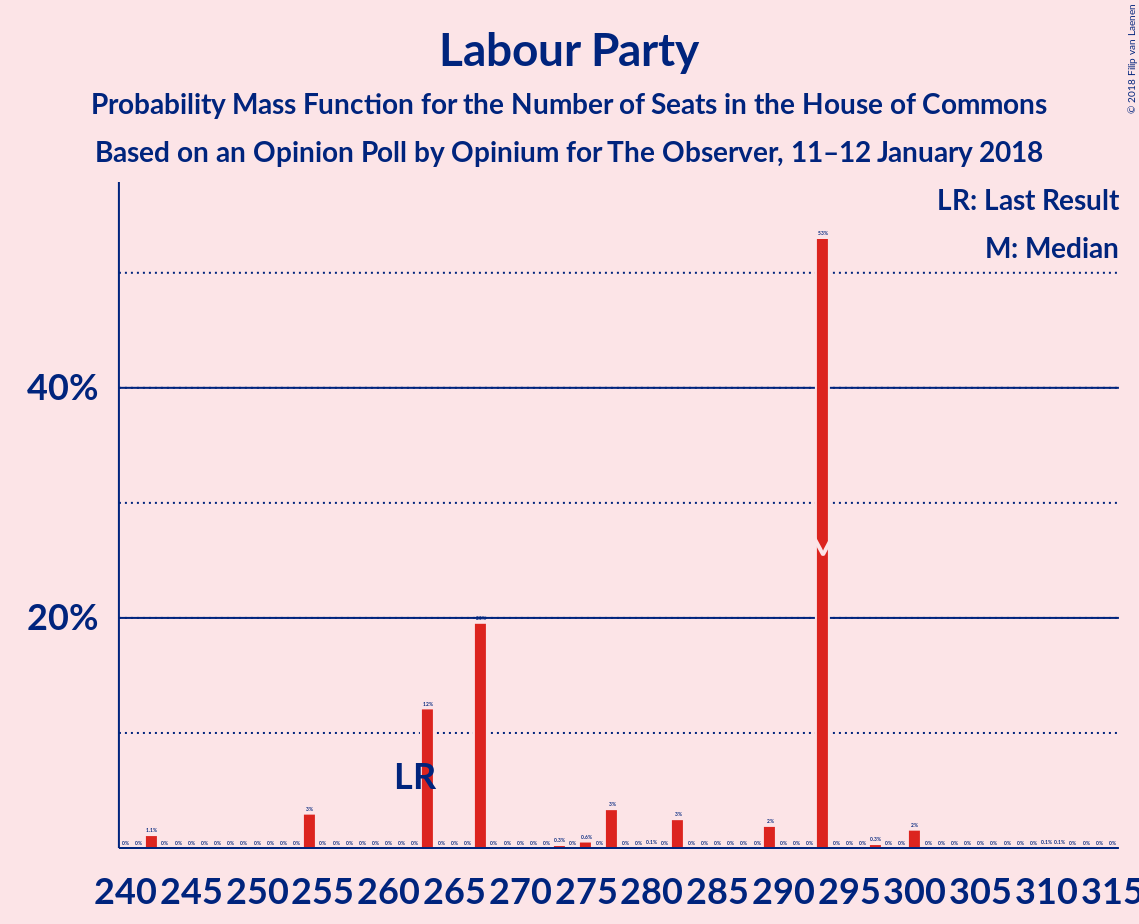 Labour Party
Probability Mass Function for the Number of Seats in the House of Commons
Based on an Opinion Poll by Opinium for The Observer, 11–12 January 2018
© 2018 Filip van Laenen
LR: Last Result
M: Median
40%
20%
53%
M
12%
LR
3%
1.1%
0.3%
0.6%
3%
0.1%
3%
2%
0.3%
2%
0.1% 0.1%
240 245 250 255 260 265 270 275 280 285 290 295 300 305 310 315